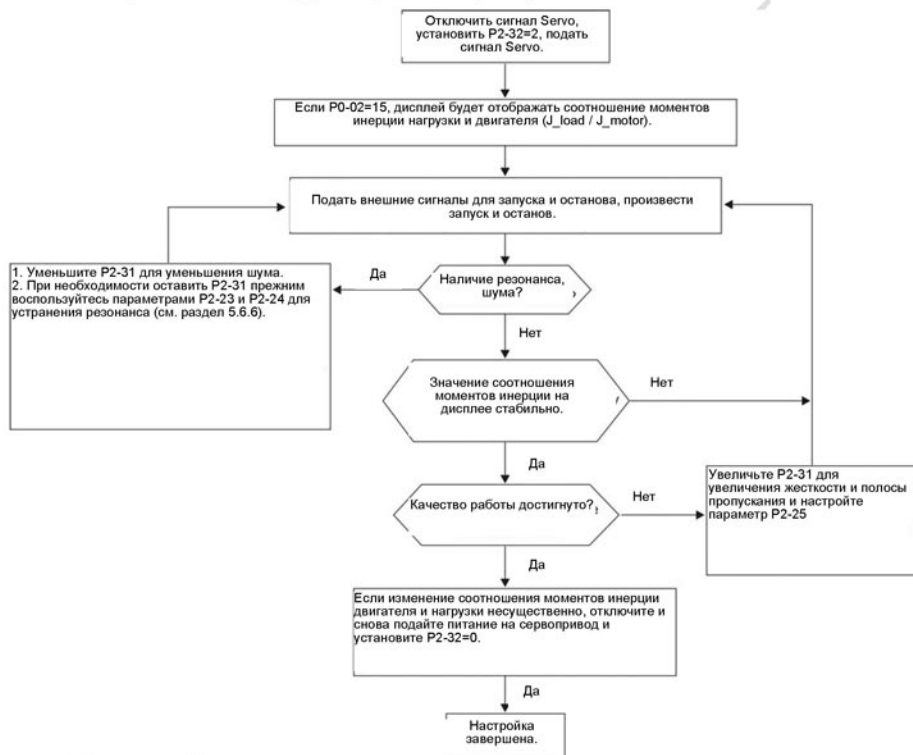 Отключить сигнал Servo,
установить P2-32=2, подать
сигнал Servo.
Если P0-02=15, дисплей будет отображать соотношение моментов
инерции нагрузки и двигателя (J_load / J_motor).
Подать внешние сигналы для запуска и останова, произвести
запуск и останов.
1. Уменьшите P2-31 для уменьшения шума.
2. При необходимости оставить P2-31 прежним
воспользуйтесь параметрами P2-23 и P2-24 для
устранения резонанса (см. раздел 5.6.6).
Да
Наличие резонанса,
шума?
Нет
Значение соотношения
моментов инерции на
дисплее стабильно.
Нет
Да
Качество работы достигнуто?
Нет
Увеличьте P2-31 для
увеличения жесткости и полосы
пропускания и настройте
параметр P2-25
Да
Если изменение соотношения моментов инерции
двигателя и нагрузки несущественно, отключите и
снова подайте питание на сервопривод и
установите P2-32=0.
Да
Настройка
завершена.